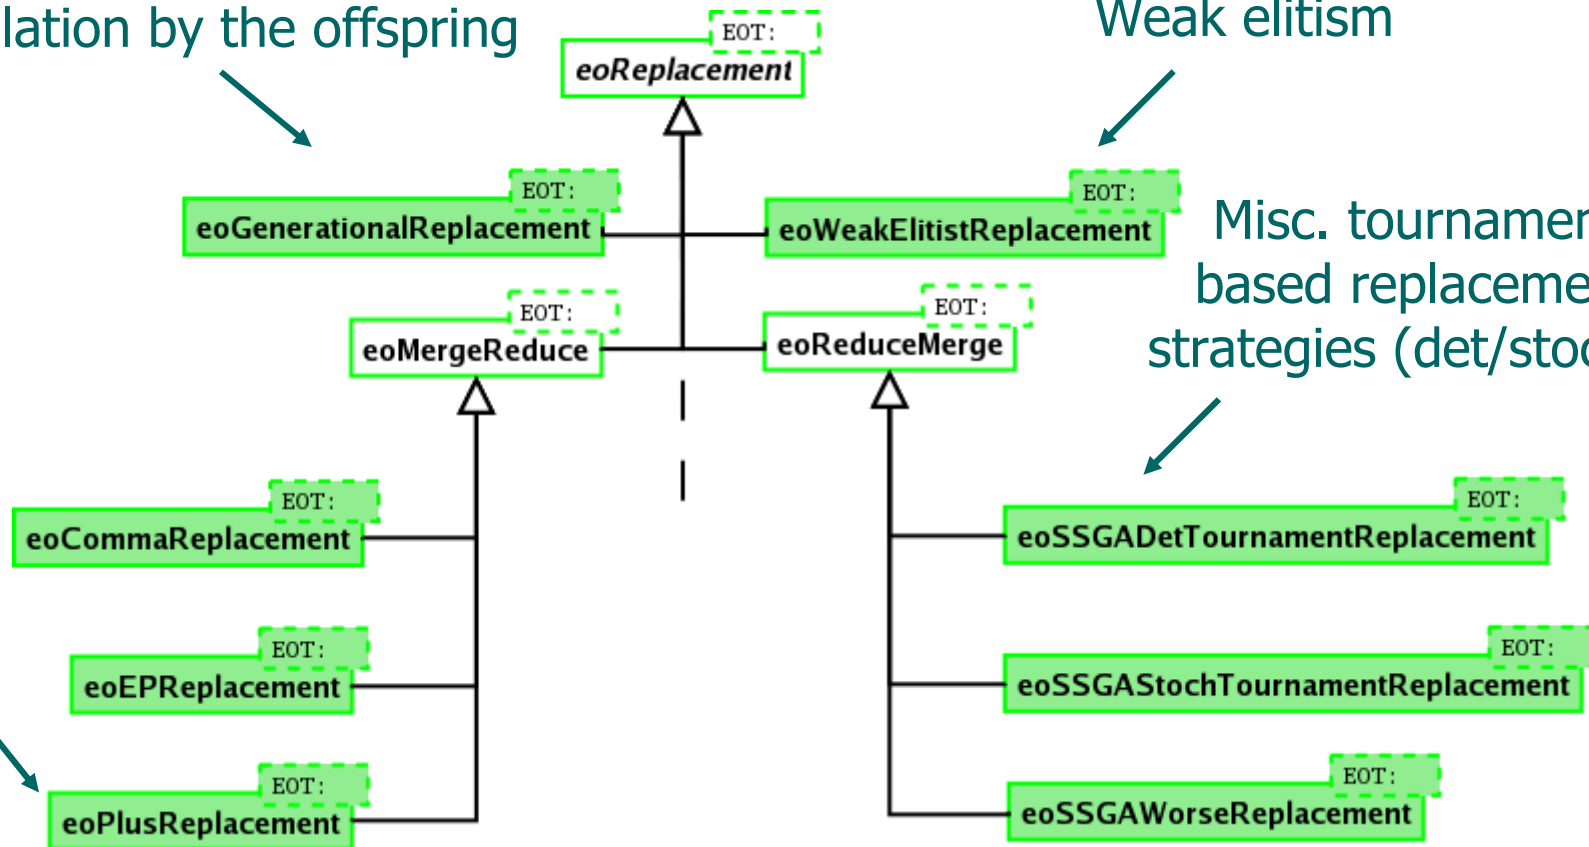 lation by the offspring
Weak elitism
EOT:
eoReplacement
EOT:
eoGenerationalReplacement
EOT:
eoWeakElitistReplacement
Misc. tournamen
based replaceme
strategies (det/stoc
EOT:
eoMergeReduce
EOT:
eoReduceMerge
EOT:
eoCommaReplacement
EOT:
eoSSGADetTournamentReplacement
EOT:
eoEPReplacement
EOT:
eoSSGAStochTournamentReplacement
EOT:
eoPlusReplacement
EOT:
eoSSGAWorseReplacement